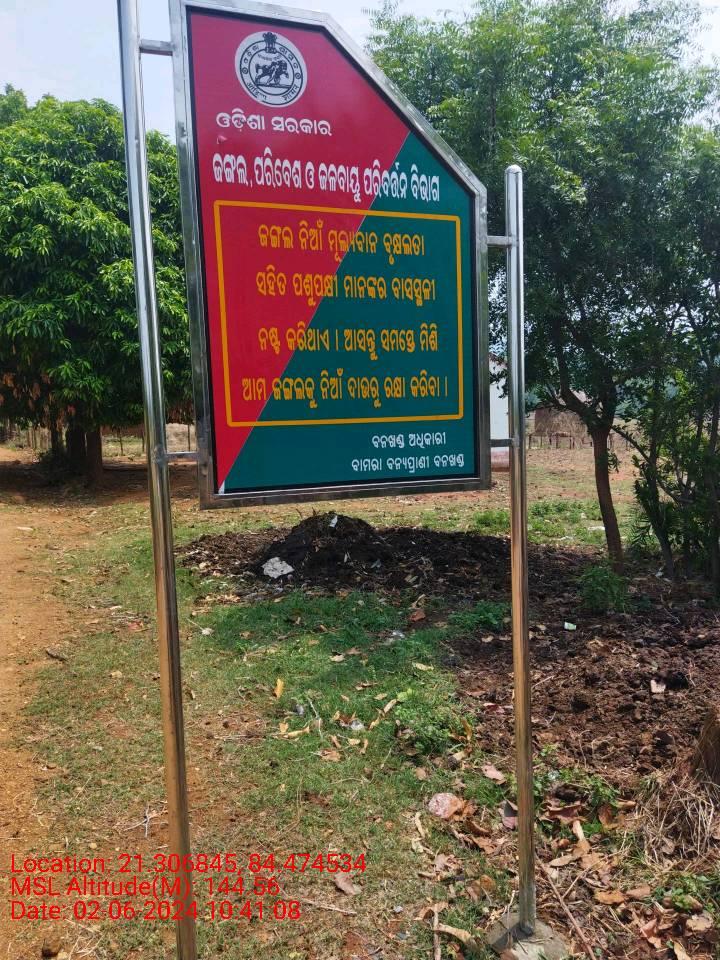 ଓଡ଼ିଶା ସରକାର
ଜଙ୍ଗଲ, ପରିବେଶ ଓ ଜଳବାୟୁ ପରିବର୍ତ୍ତନ ବିଭାଗ
ଜଙ୍ଗଲ ନିଆଁ ମୂଲ୍ୟବାନ ବୃକ୍ଷଲତା
ସହିତ ପଶୁପକ୍ଷୀ ମାନଙ୍କର ବାସସ୍ଥଳୀ
ନଷ୍ଟ କରିଥାଏ । ଆସନ୍ତୁ ସମସ୍ତେ ମିଶି
ଆମ ଜଙ୍ଗଲକୁ ନିଆଁ ଦାଉରୁ ରକ୍ଷା କରିବା ।
ବନଖଣ୍ଡ ଅଧିକାରୀ
ବାମରା ବନ୍ୟପ୍ରାଣୀ ବନଖଣ୍ଡ
Location: 21.306845, 84.474534
MSL Altitude(M): 144.56
Date: 02-06-2024 10:41:08